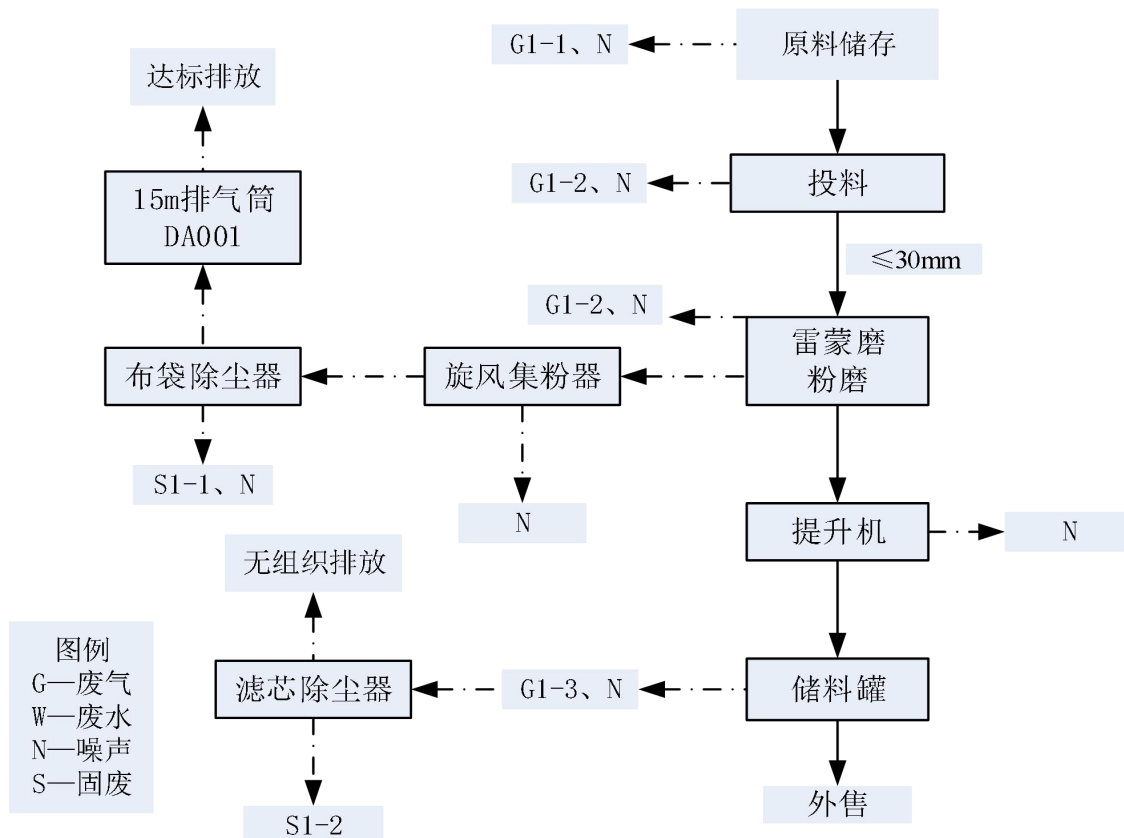 G1-1、N
原料储存
达标排放
15m排气筒
DA001
G1-2、N
投料
≤30mm
G1-2、N
雷蒙磨
粉磨
布袋除尘器
旋风集粉器
S1-1、N
N
提升机
N
无组织排放
图例
G—废气
W—废水
N—噪声
S—固废
滤芯除尘器
G1-3、N
储料罐
S1-2
外售